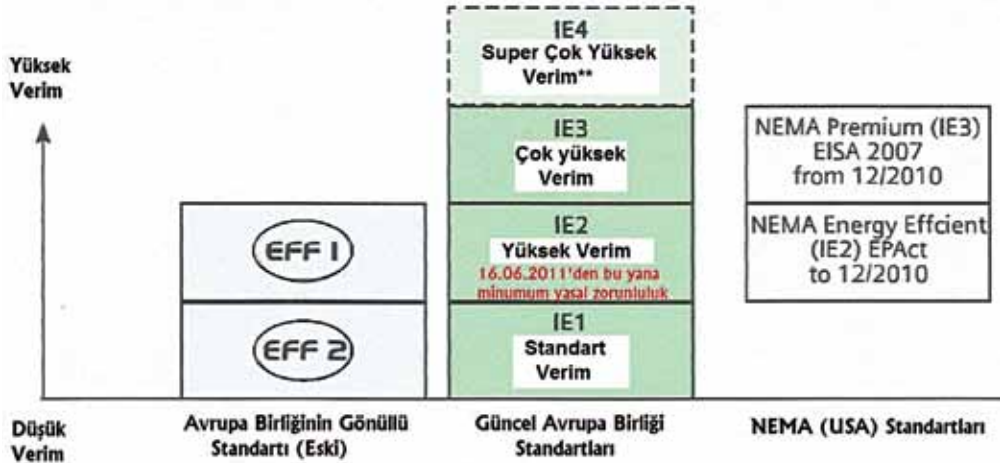 Yüksek
Verim
Düşük
Verim
EFF 1
EFF 2
Avrupa Birliğinin Gönüllü
Standartı (Eski)
IE4
Super Çok Yüksek
Verim**
IE3
Çok yüksek
Verim
IE2
Yüksek Verim
16.06.2011'den bu yana
minumum yasal zorunluluk
IE1
Standart
Verim
Güncel Avrupa Birliği
Standartları
NEMA Premium (IE3)
EISA 2007
from 12/2010
NEMA Energy Effcient
(IE2) EPAct
to 12/2010
NEMA (USA) Standartları